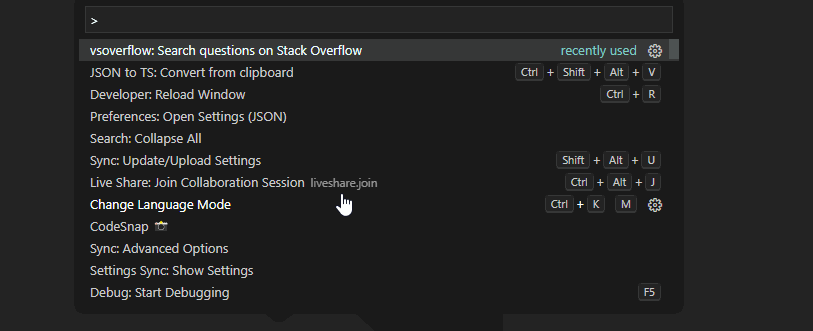 >
vsoverflow: Search questions on Stack Overflow recently used
JSON to TS: Convert from clipboard Ctrl + Shift + Alt + V
Developer: Reload Window Ctrl + R
Preferences: Open Settings (JSON)
Search: Collapse All
Sync: Update/Upload Settings Shift + Alt + U
Live Share: Join Collaboration Session liveshare.join Ctrl + Alt + J
Change Language Mode Ctrl + K M
CodeSnap 📸
Sync: Advanced Options
Settings Sync: Show Settings
Debug: Start Debugging F5